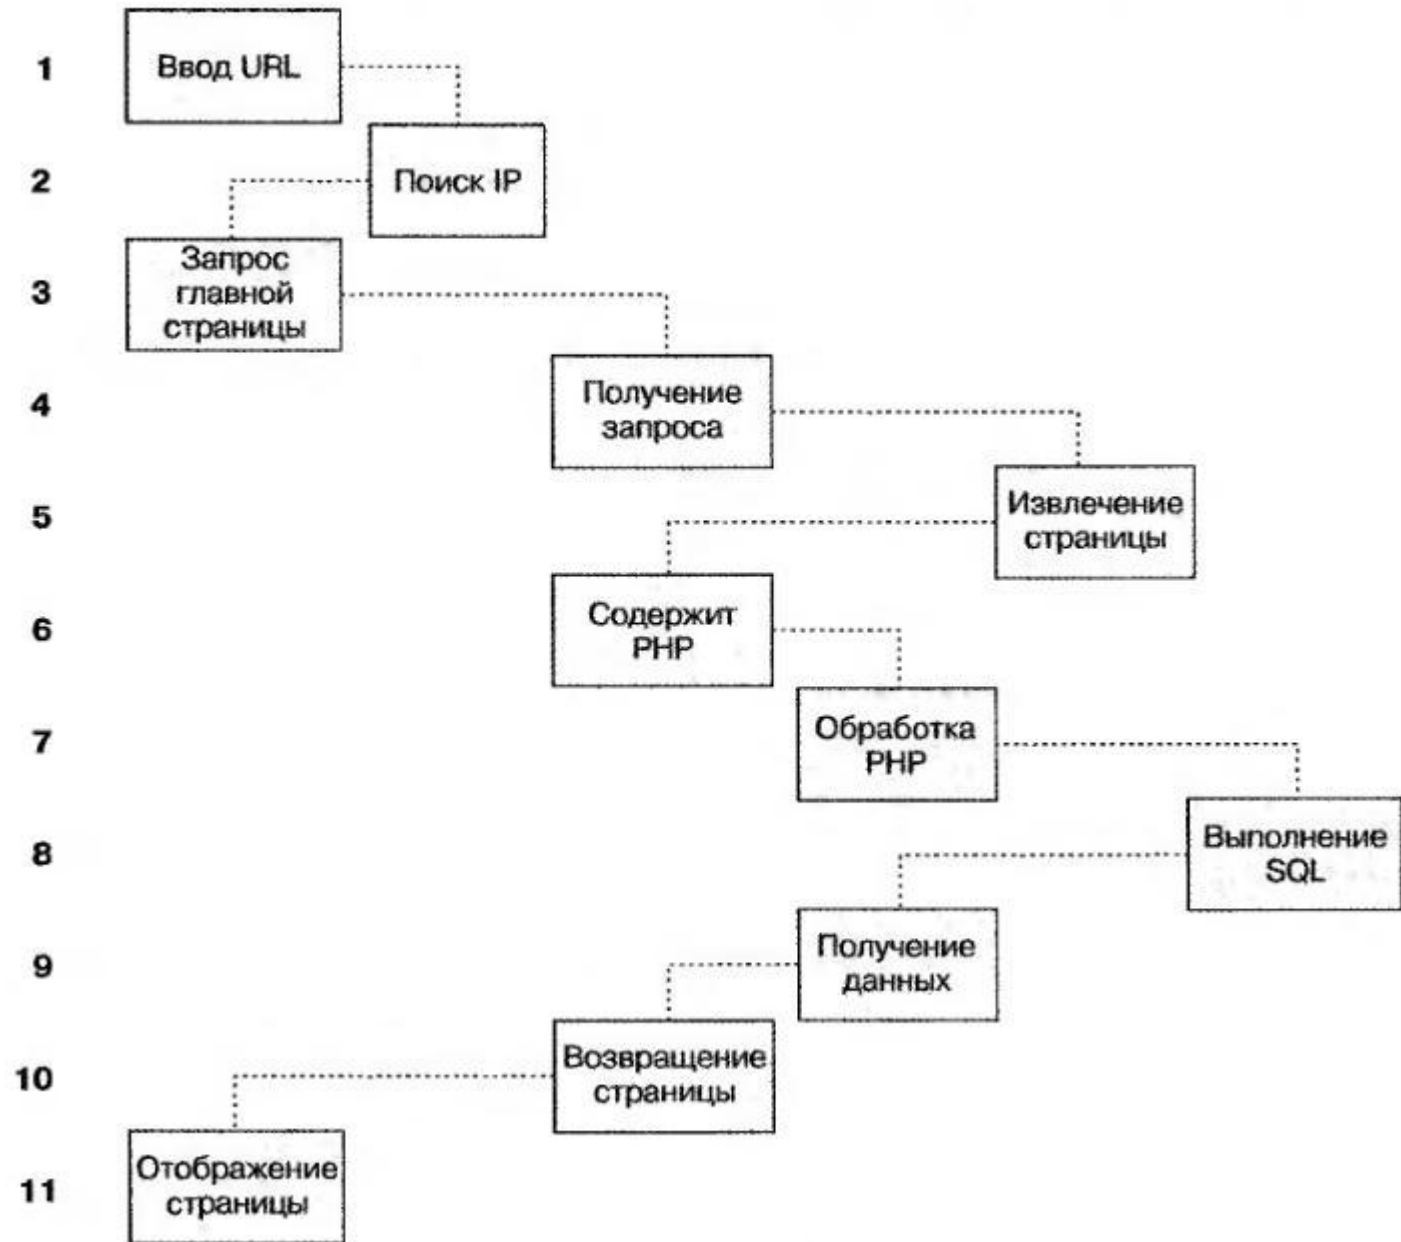 1
Ввод URL
2
Поиск IP
3
Запрос
главной
страницы
4
Получение
запроса
5
Извлечение
страницы
6
Содержит
PHP
7
Обработка
PHP
8
Выполнение
SQL
9
Получение
данных
10
Возвращение
страницы
11
Отображение
страницы